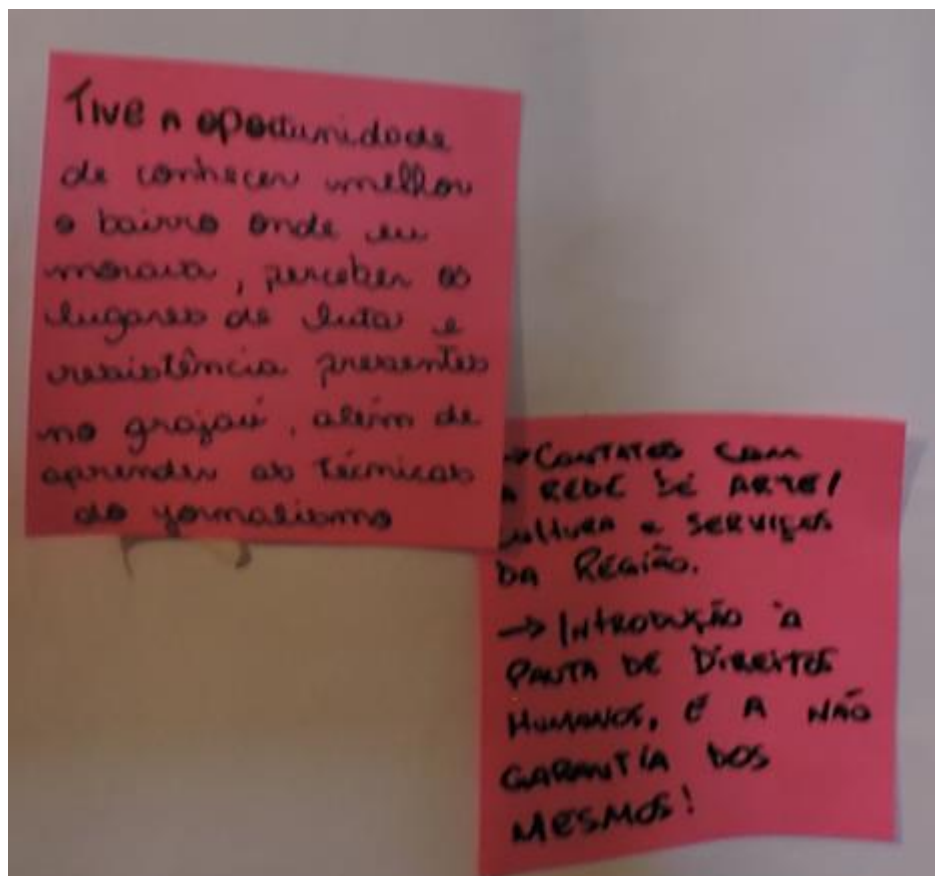 Tive a oportunidade
de conhecer melhor
o bairro onde eu
morava, perceber os
lugares de luta e
resistência presentes
no grajaú, além de
aprender as técnicas
do jornalismo
→ CONTATOS COM
A REDE DE ARTE/
CULTURA E SERVIÇOS
DA REGIÃO.
→ INTRODUÇÃO À
PAUTA DE DIREITOS
HUMANOS, E A NÃO
GARANTIA DOS
MESMOS!